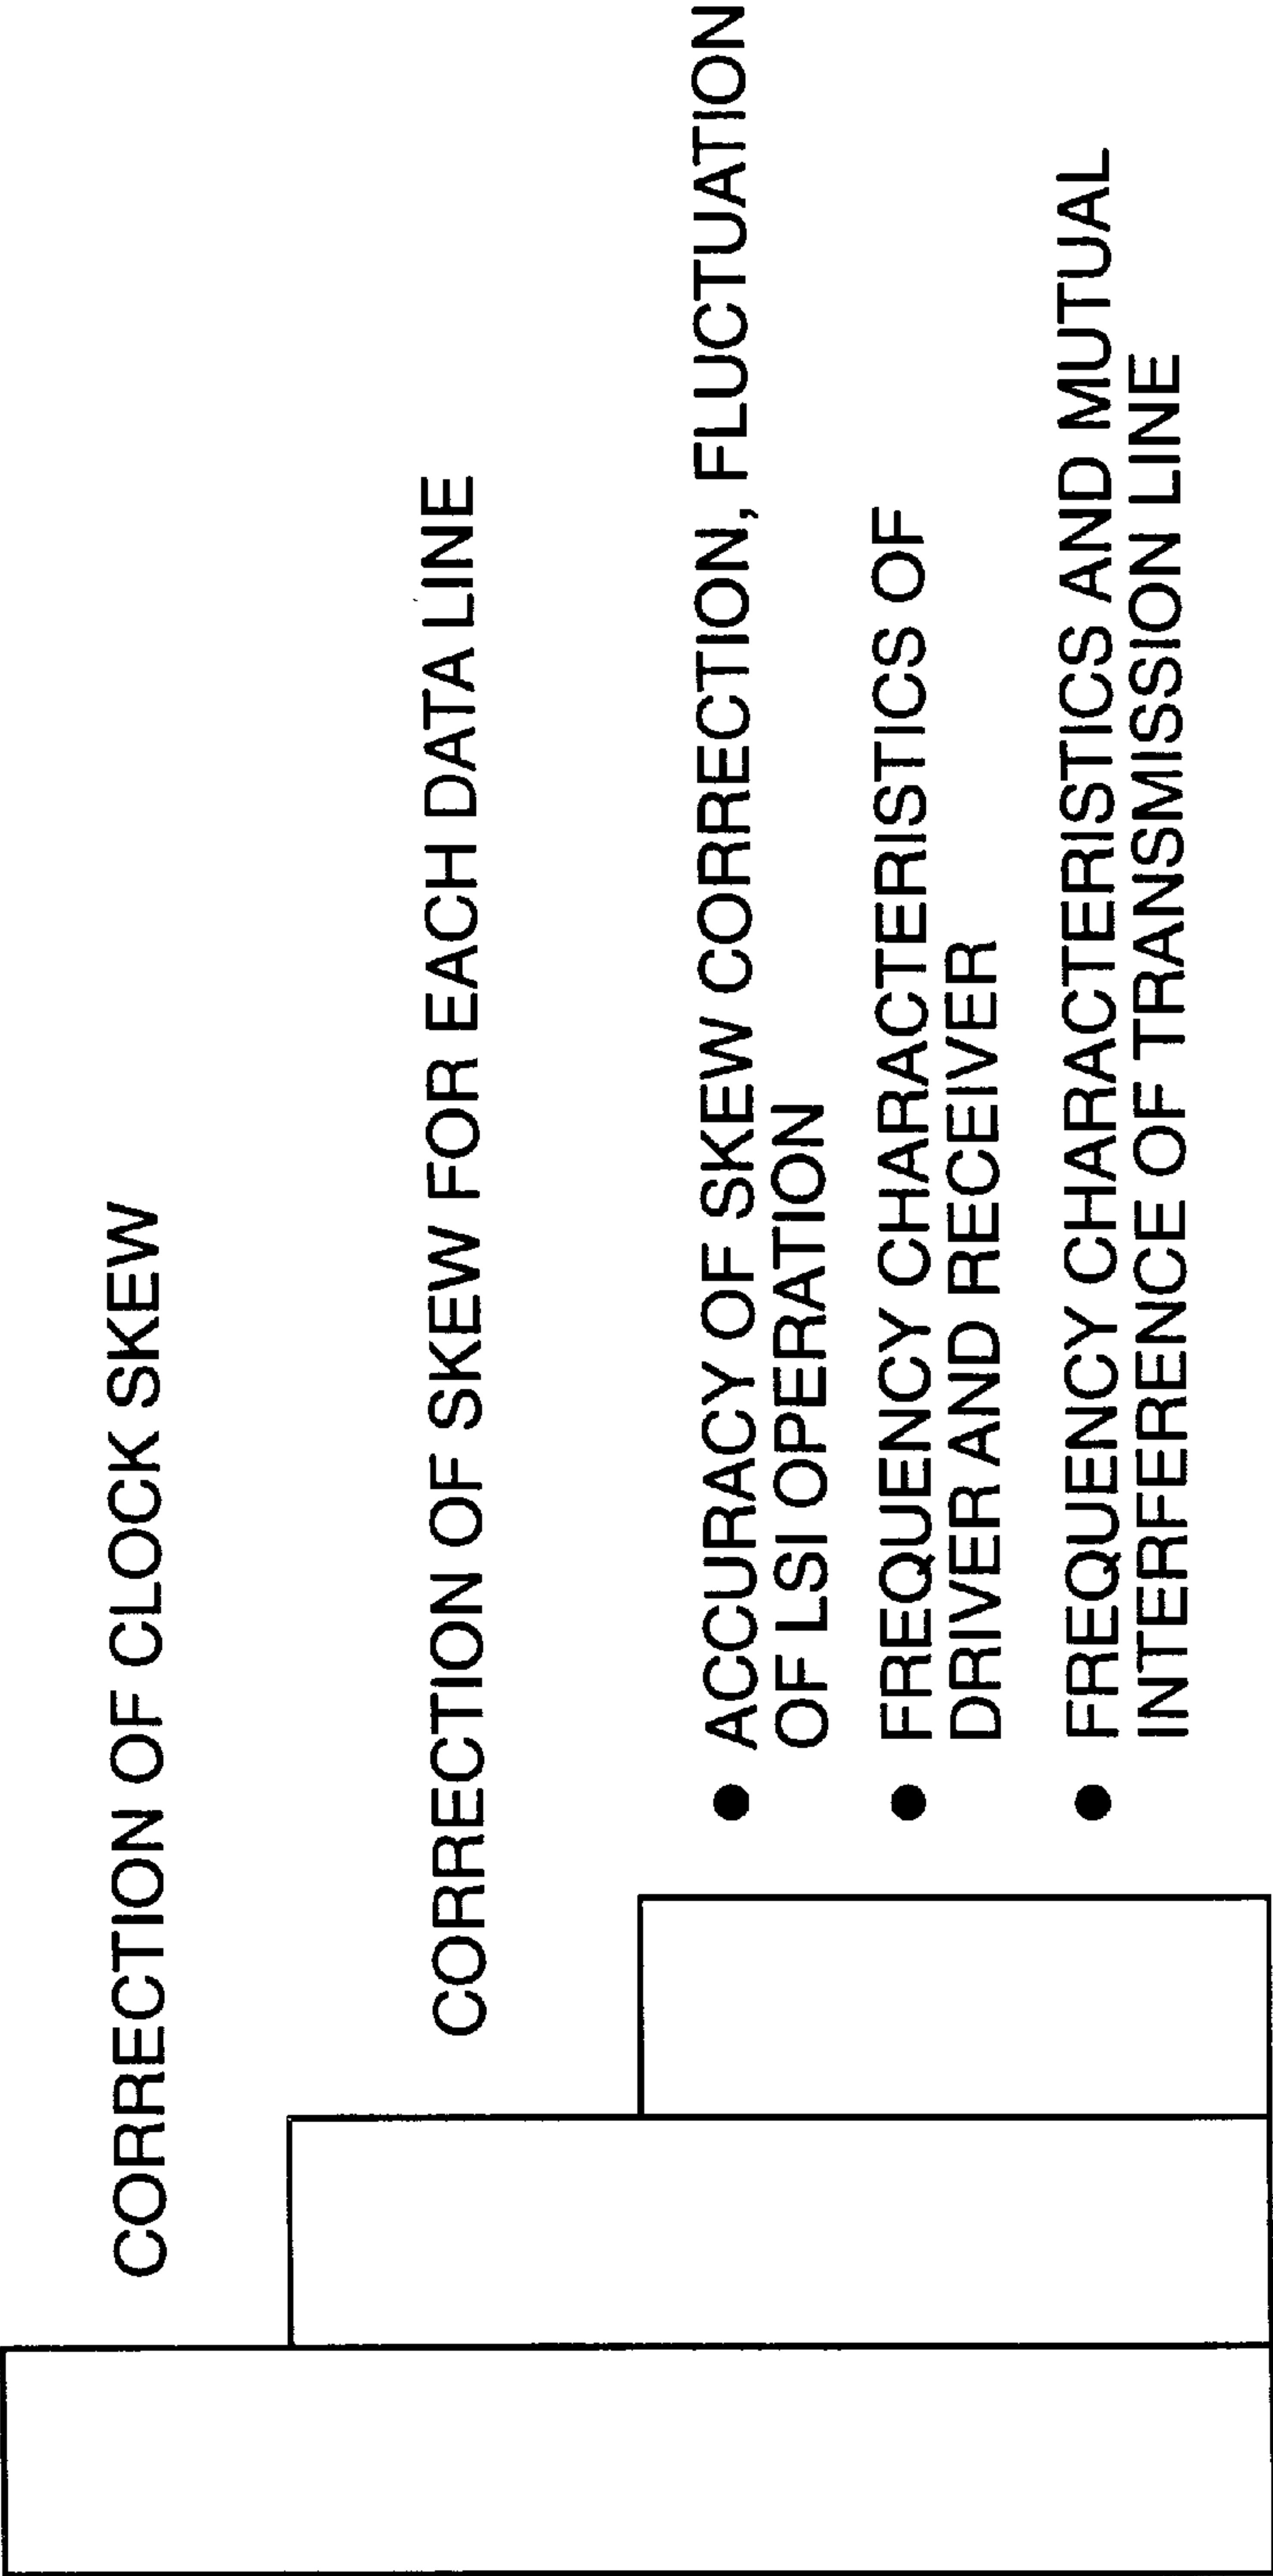 CORRECTION OF CLOCK SKEW
CORRECTION OF SKEW FOR EACH DATA LINE
● ACCURACY OF SKEW CORRECTION, FLUCTUATION
OF LSI OPERATION
● FREQUENCY CHARACTERISTICS OF
DRIVER AND RECEIVER
● FREQUENCY CHARACTERISTICS AND MUTUAL
INTERFERENCE OF TRANSMISSION LINE